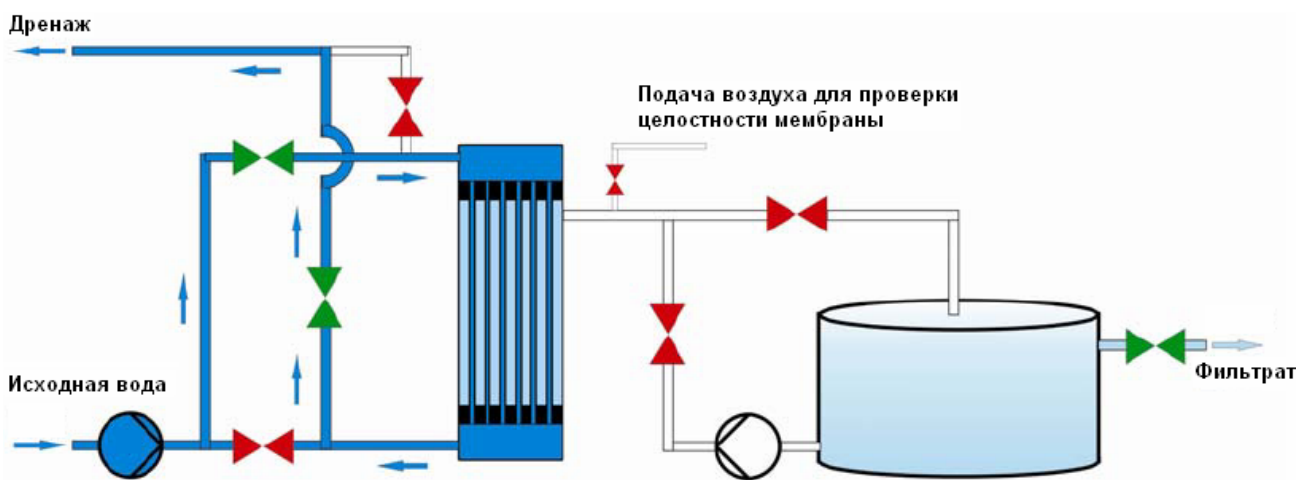 Дренаж
Подача воздуха для проверки
целостности мембраны
Исходная вода
Фильтрат